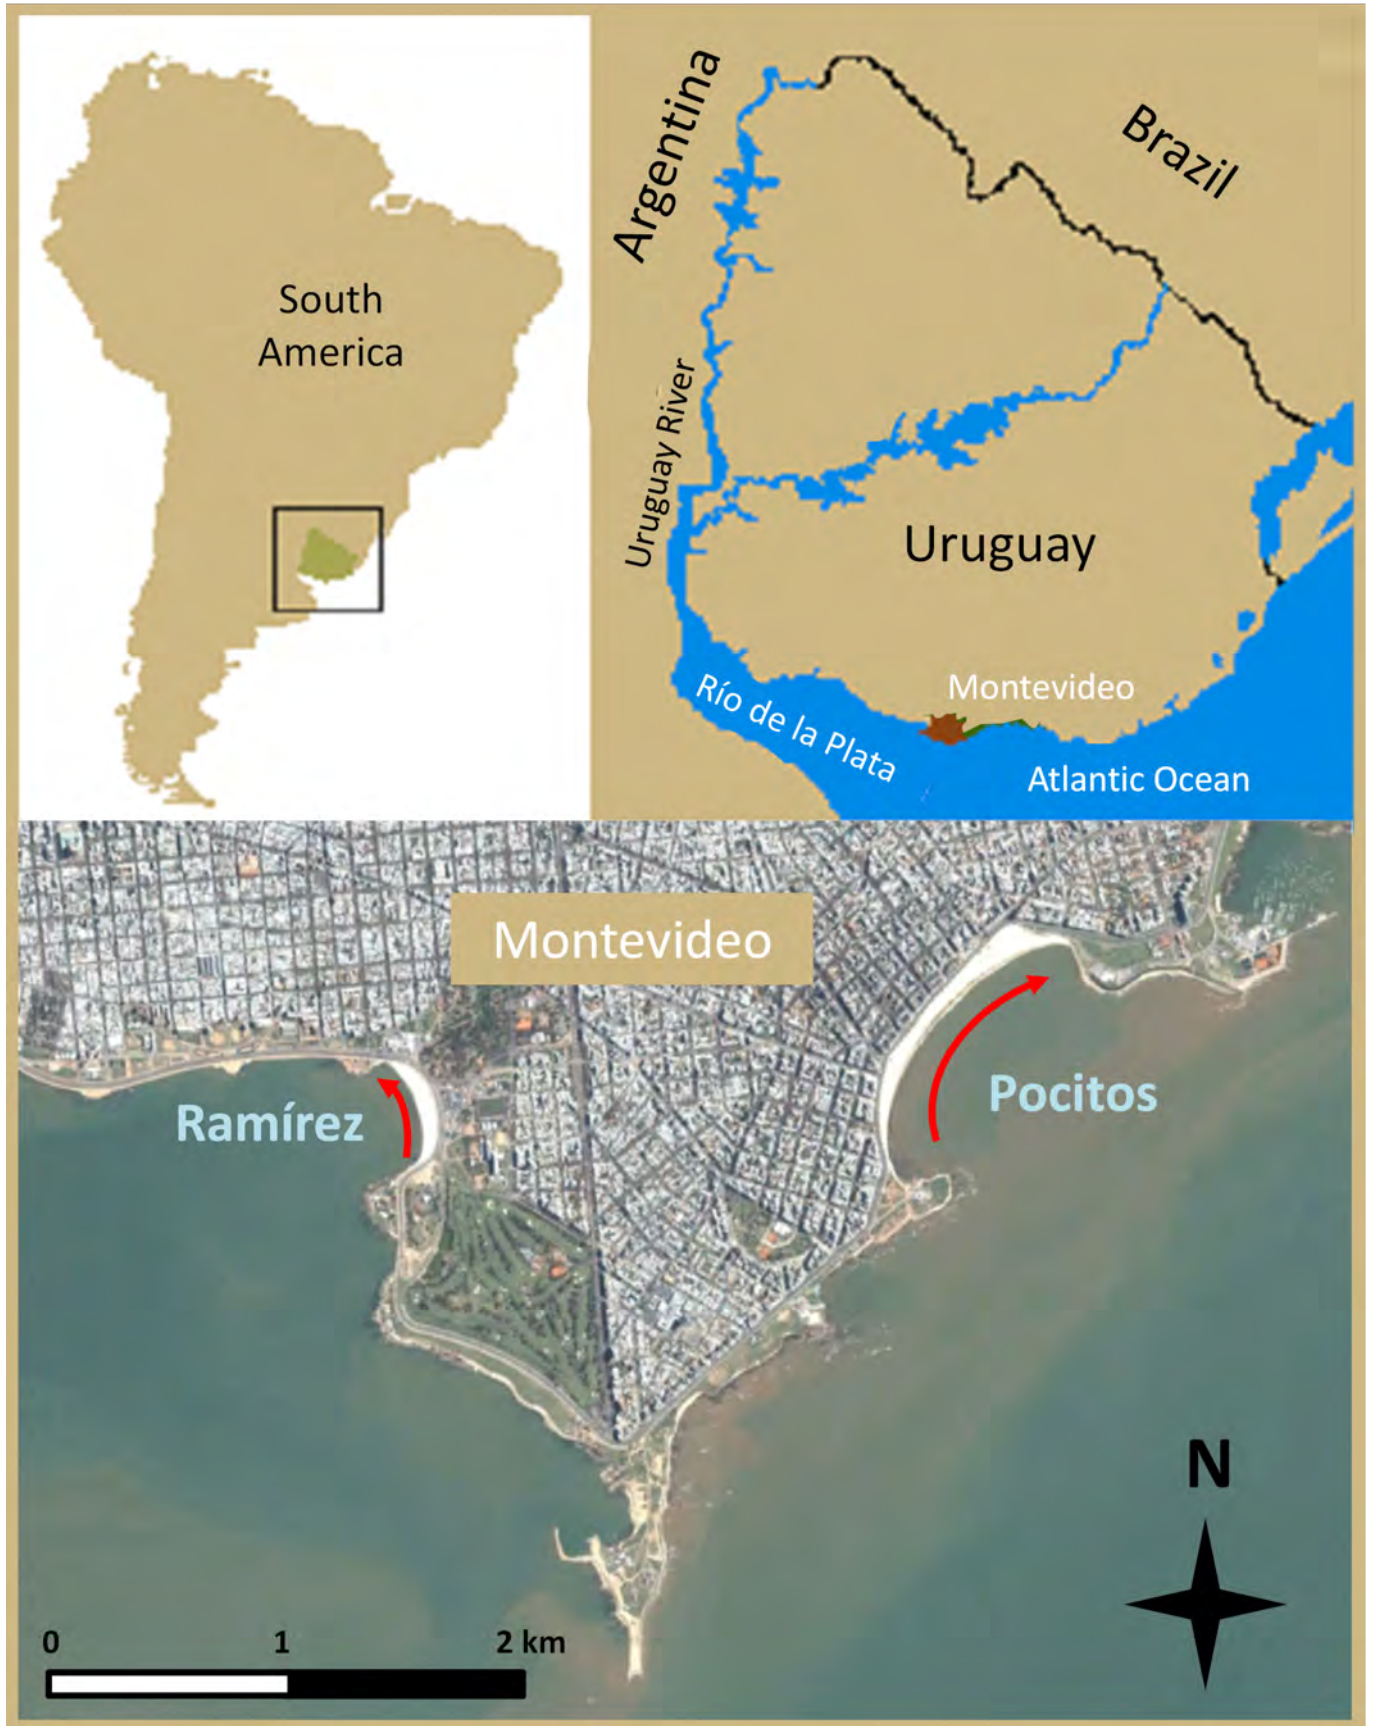 South
America
Argentina
Brazil
Uruguay River
Uruguay
Montevideo
Río de la Plata
Atlantic Ocean
Montevideo
Ramírez
Pocitos
N
0 1 2 km